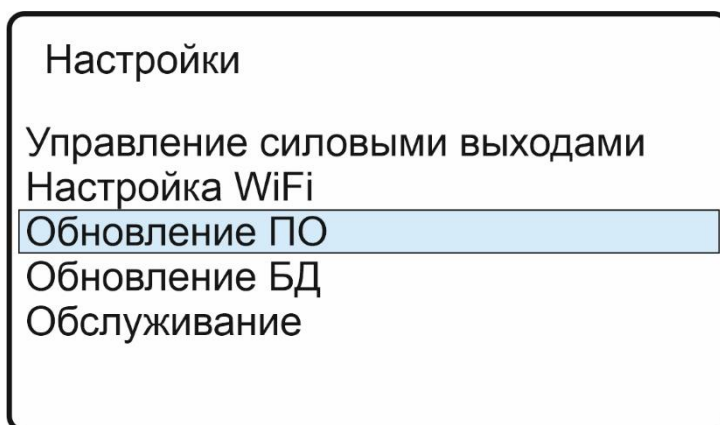 Настройки
Управление силовыми выходами
Настройка WiFi
Обновление ПО
Обновление БД
Обслуживание